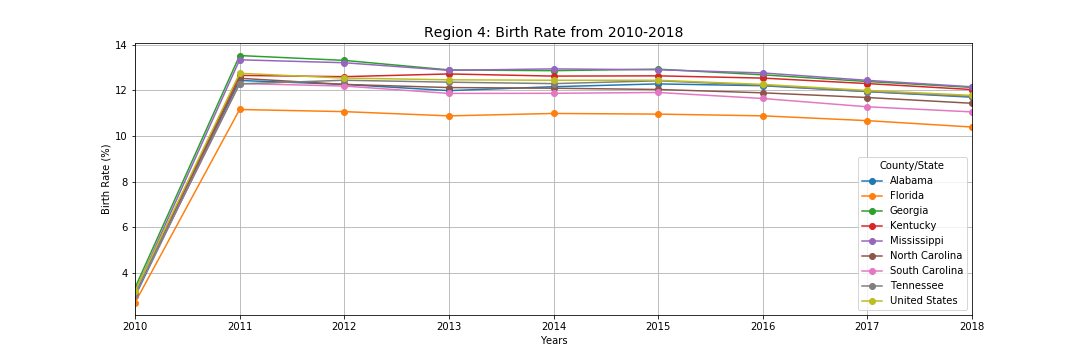 Region 4: Birth Rate from 2010-2018
14
12
10
8
6
4
Birth Rate (%)
County/State
Alabama
Florida
Georgia
Kentucky
Mississippi
North Carolina
South Carolina
Tennessee
United States
2010 2011 2012 2013 2014 2015 2016 2017 2018
Years